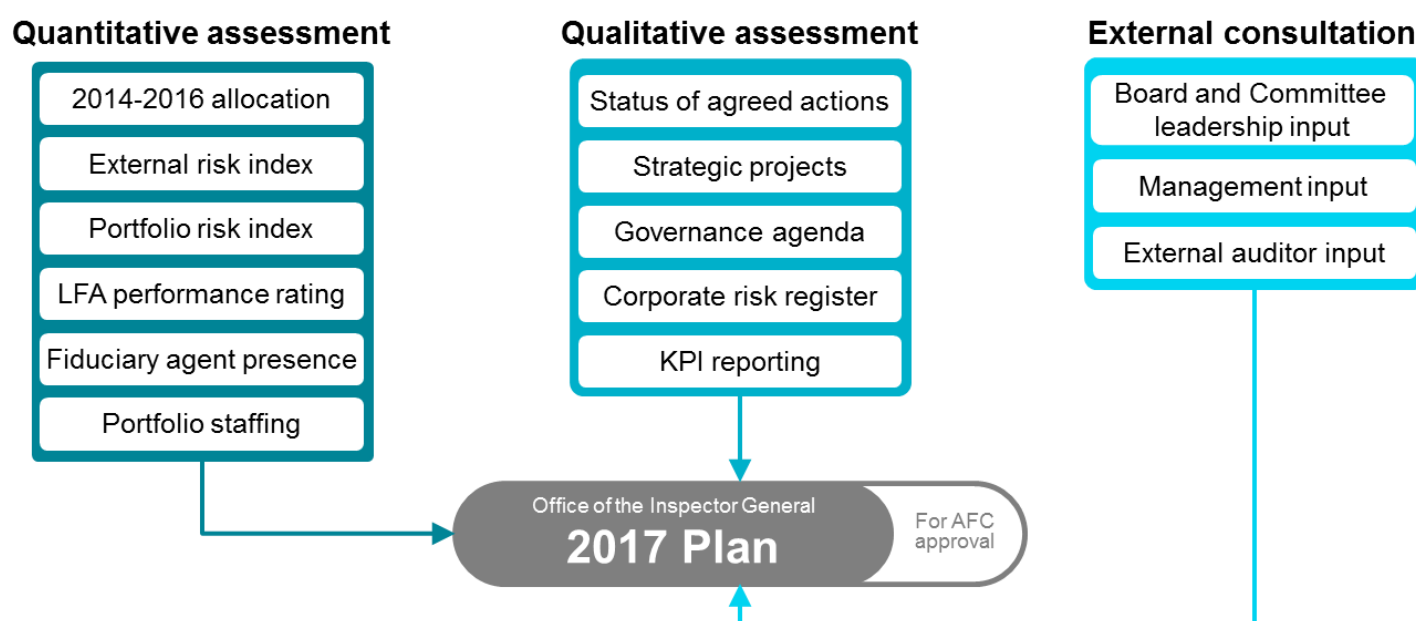 Quantitative assessment
2014-2016 allocation
External risk index
Portfolio risk index
LFA performance rating
Fiduciary agent presence
Portfolio staffing
Qualitative assessment
Status of agreed actions
Strategic projects
Governance agenda
Corporate risk register
KPI reporting
External consultation
Board and Committee
leadership input
Management input
External auditor input
Office of the Inspector General
2017 Plan
For AFC
approval